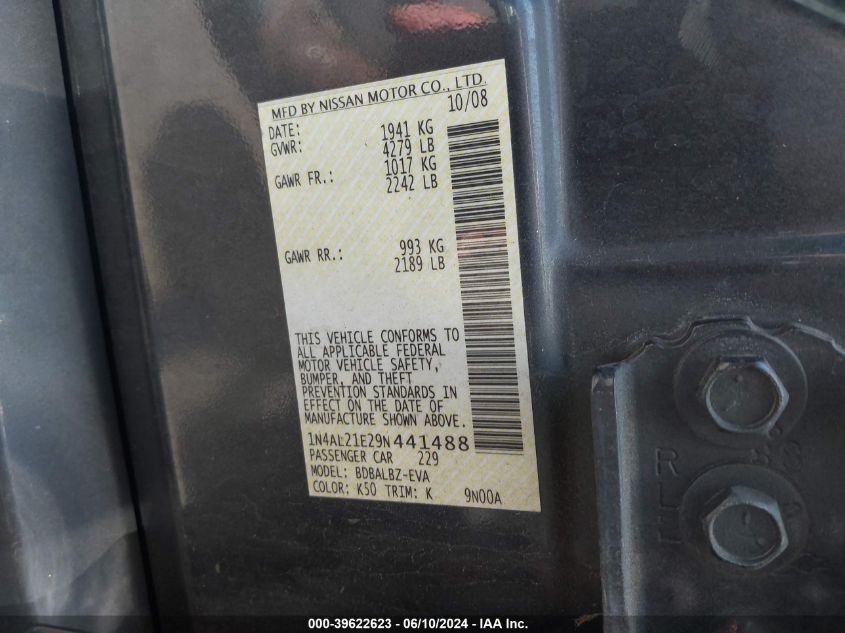 MFD BY NISSAN MOTOR CO., LTD.
DATE: 10/08
GVWR: 1941 KG
4279 LB
GAWR FR.: 1017 KG
2242 LB
GAWR RR.: 993 KG
2189 LB
THIS VEHICLE CONFORMS TO
ALL APPLICABLE FEDERAL
MOTOR VEHICLE SAFETY,
BUMPER, AND THEFT
PREVENTION STANDARDS IN
EFFECT ON THE DATE OF
MANUFACTURE SHOWN ABOVE.
1N4AL21E29N441488
PASSENGER CAR 229
MODEL: BDBALBZ-EVA
COLOR: K50 TRIM: K 9N00A
000-39622623 - 06/10/2024 - IAA Inc.